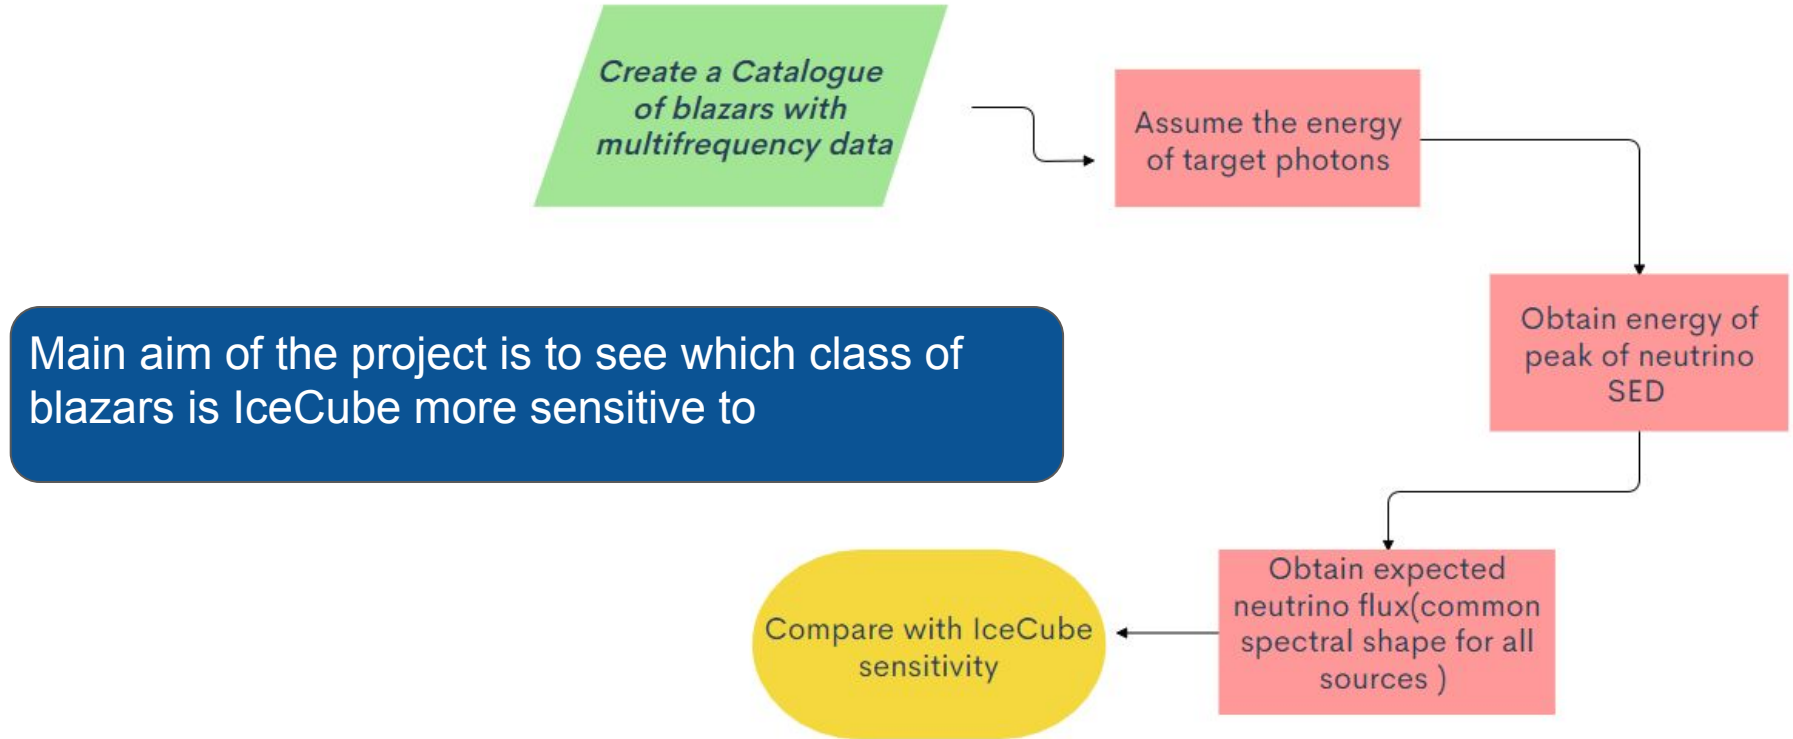 Create a Catalogue
of blazars with
multifrequency data
Assume the energy
of target photons
Obtain energy of
peak of neutrino
SED
Main aim of the project is to see which class of
blazars is IceCube more sensitive to
Obtain expected
neutrino flux(common
spectral shape for all
sources )
Compare with IceCube
sensitivity